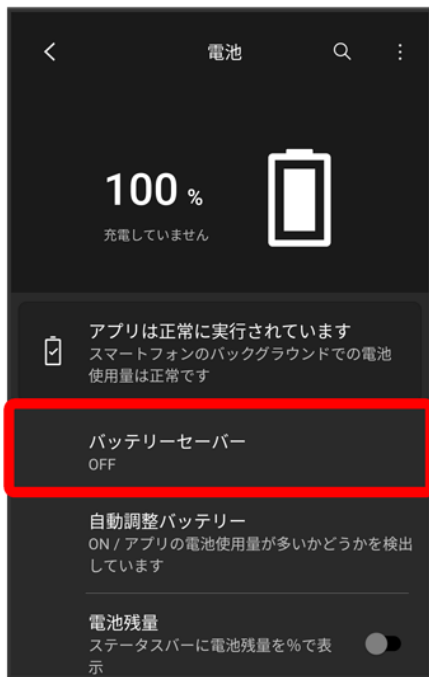 電池
100 %
充電していません
アプリは正常に実行されています
スマートフォンのバックグラウンドでの電池
使用量は正常です
バッテリーセーバー
OFF
自動調整バッテリー
ON / アプリの電池使用量が多いかどうかを検出
しています
電池残量
ステータスバーに電池残量を%で表
示